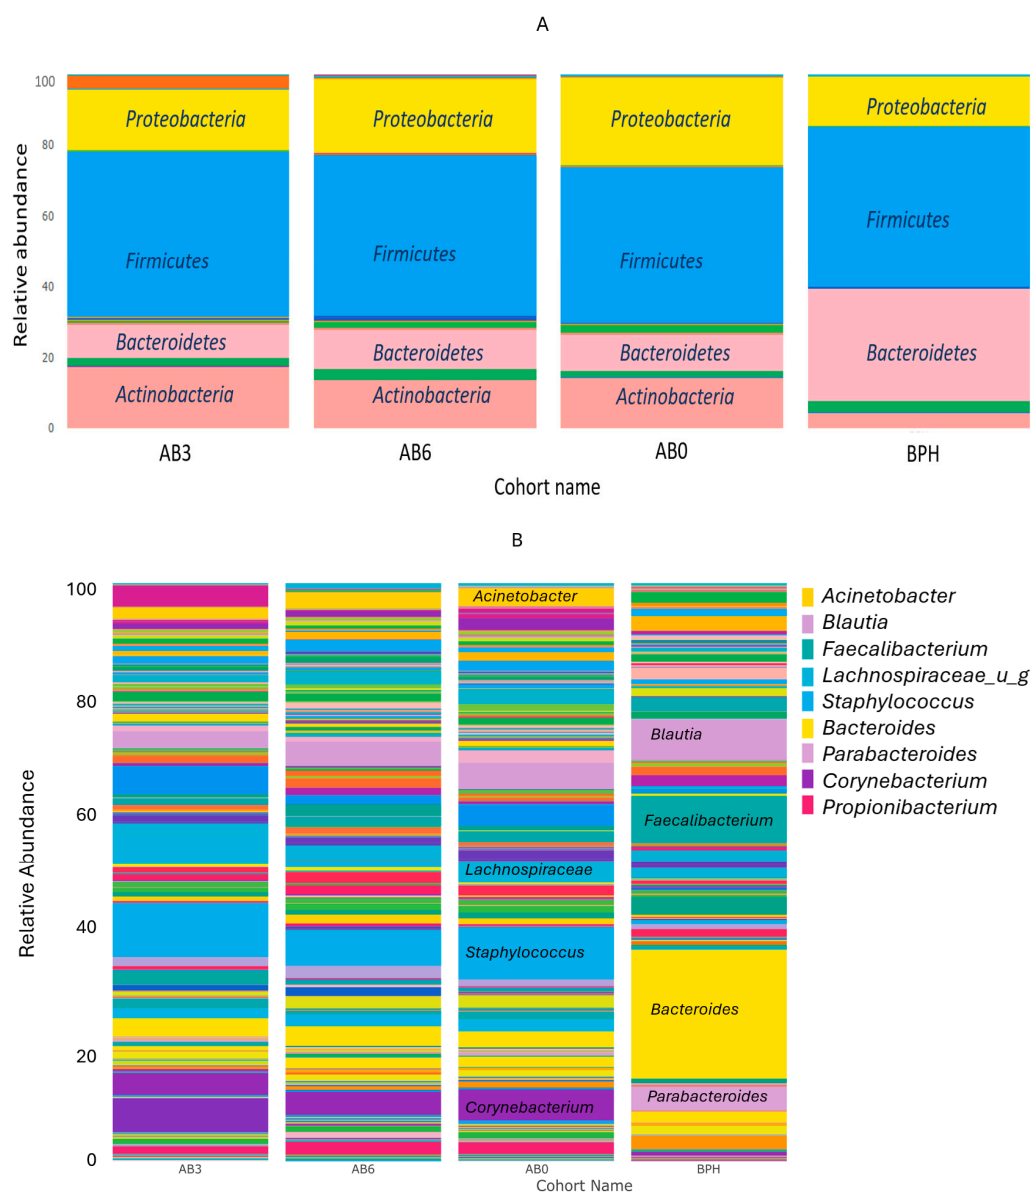 A
Relative abundance
100
80
60
40
20
0
Proteobacteria
Firmicutes
Bacteroidetes
Actinobacteria
Proteobacteria
Firmicutes
Bacteroidetes
Actinobacteria
Proteobacteria
Firmicutes
Bacteroidetes
Actinobacteria
Proteobacteria
Firmicutes
Bacteroidetes
AB3
AB6
AB0
BPH
Cohort name
B
Relative Abundance
100
80
60
40
20
0
Acinetobacter
Lachnospiraceae
Staphylococcus
Corynebacterium
Blautia
Faecalibacterium
Bacteroides
Parabacteroides
Acinetobacter
Blautia
Faecalibacterium
Lachnospiraceae_u_g
Staphylococcus
Bacteroides
Parabacteroides
Corynebacterium
Propionibacterium
AB3
AB6
AB0
BPH
Cohort Name